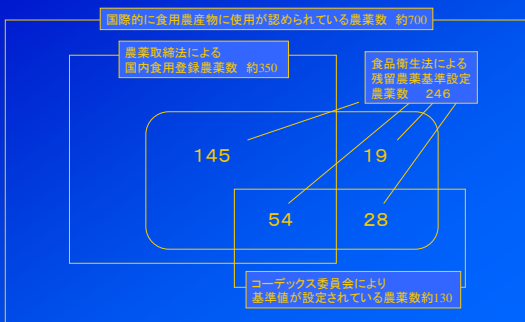 国際的に食用農産物に使用が認められている農薬数 約700
農薬取締法による
国内食用登録農薬数 約350
食品衛生法による
残留農薬基準設定
農薬数 246
145
19
54
28
コーデックス委員会により
基準値が設定されている農薬数約130